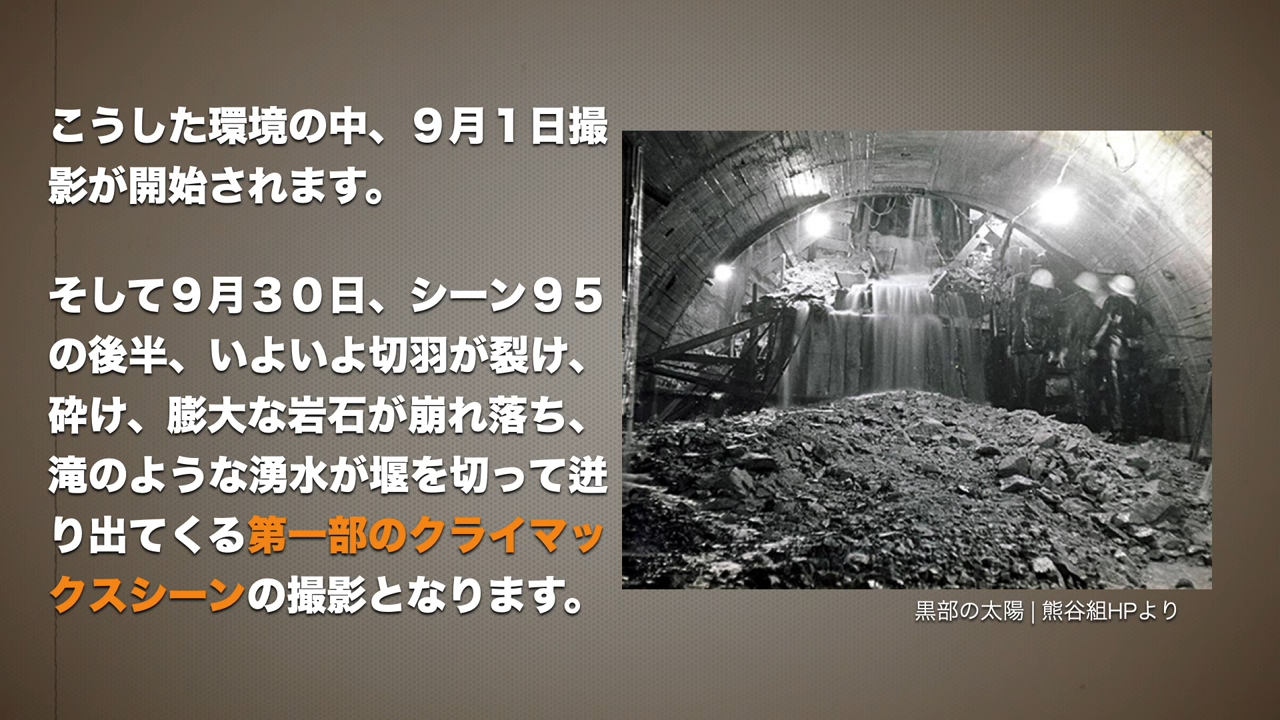 こうした環境の中、９月１日撮
影が開始されます。
そして９月３０日、シーン９５
の後半、いよいよ切羽が裂け、
砕け、膨大な岩石が崩れ落ち、
滝のような湧水が堰を切って迸
り出てくる第一部のクライマッ
クスシーンの撮影となります。
黒部の太陽 | 熊谷組HPより